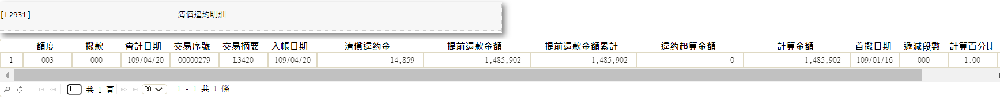 [L2931] 清償違約明細
額度 撥款 會計日期 交易序號 交易摘要 入帳日期 清償違約金 提前還款金額 提前還款金額累計 違約起算金額 計算金額 首撥日期 遞減段數 計算百分比
1 003 000 109/04/20 00000279 L3420 109/04/20 14,859 1,485,902 1,485,902 0 1,485,902 109/01/16 000 1.00
1 共 1 頁 20 1 - 1 共 1 條